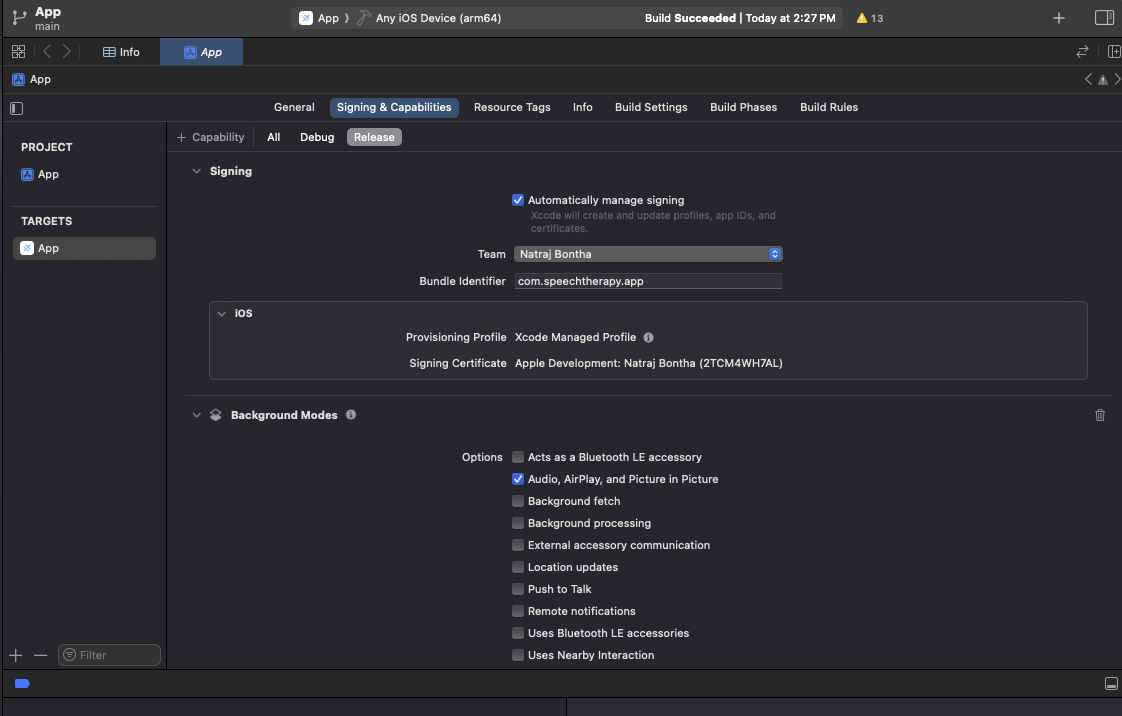 App
main
App
Any iOS Device (arm64)
Build Succeeded | Today at 2:27 PM
13
Info
App
App
General
Signing & Capabilities
Resource Tags
Info
Build Settings
Build Phases
Build Rules
PROJECT
App
TARGETS
App
+ Capability
All
Debug
Release
Signing
Automatically manage signing
Xcode will create and update profiles, app IDs, and
certificates.
Team Natraj Bontha
Bundle Identifier com.speechtherapy.app
iOS
Provisioning Profile Xcode Managed Profile
Signing Certificate Apple Development: Natraj Bontha (2TCM4WH7AL)
Background Modes
Options Acts as a Bluetooth LE accessory
Audio, AirPlay, and Picture in Picture
Background fetch
Background processing
External accessory communication
Location updates
Push to Talk
Remote notifications
Uses Bluetooth LE accessories
Uses Nearby Interaction
Filter